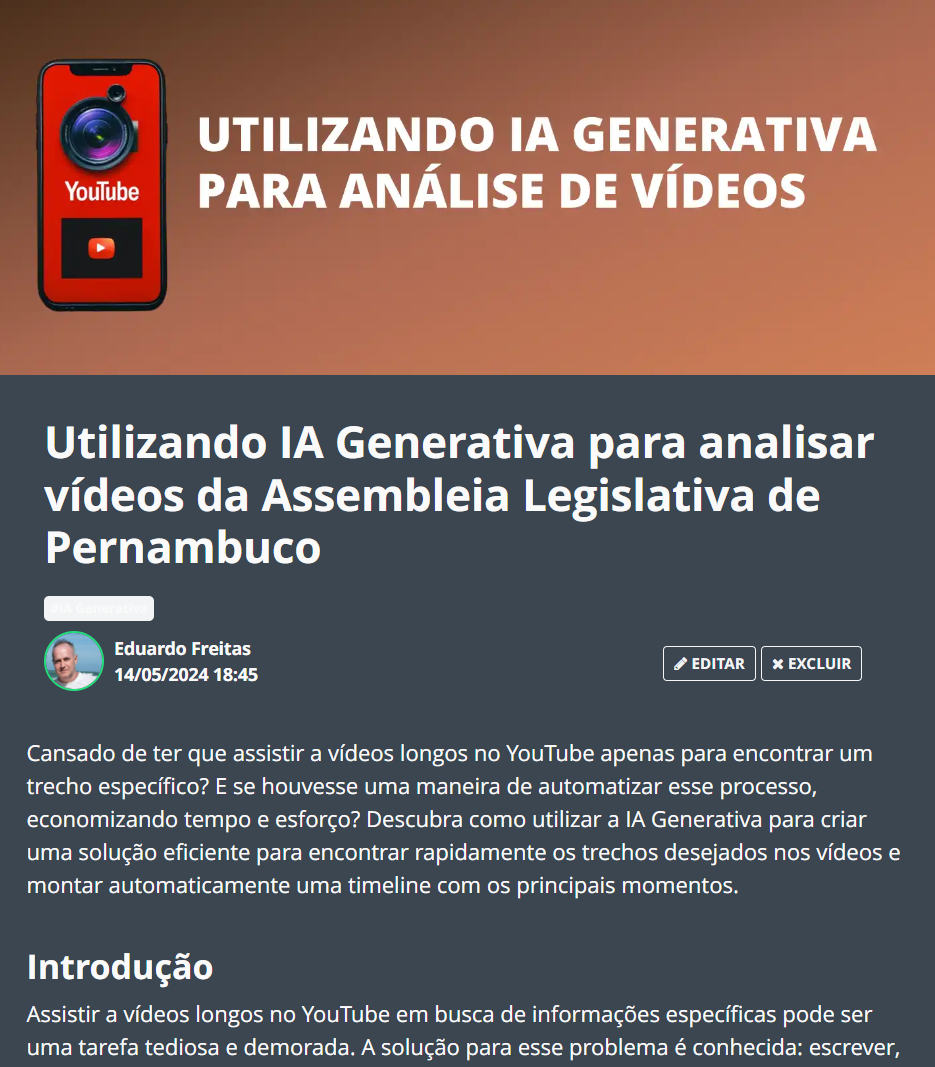 YouTube
UTILIZANDO IA GENERATIVA
PARA ANÁLISE DE VÍDEOS
Utilizando IA Generativa para analisar
vídeos da Assembleia Legislativa de
Pernambuco
#IA Generativa
Eduardo Freitas
14/05/2024 18:45
EDITAR
EXCLUIR
Cansado de ter que assistir a vídeos longos no YouTube apenas para encontrar um
trecho específico? E se houvesse uma maneira de automatizar esse processo,
economizando tempo e esforço? Descubra como utilizar a IA Generativa para criar
uma solução eficiente para encontrar rapidamente os trechos desejados nos vídeos e
montar automaticamente uma timeline com os principais momentos.
Introdução
Assistir a vídeos longos no YouTube em busca de informações específicas pode ser
uma tarefa tediosa e demorada. A solução para esse problema é conhecida: escrever,